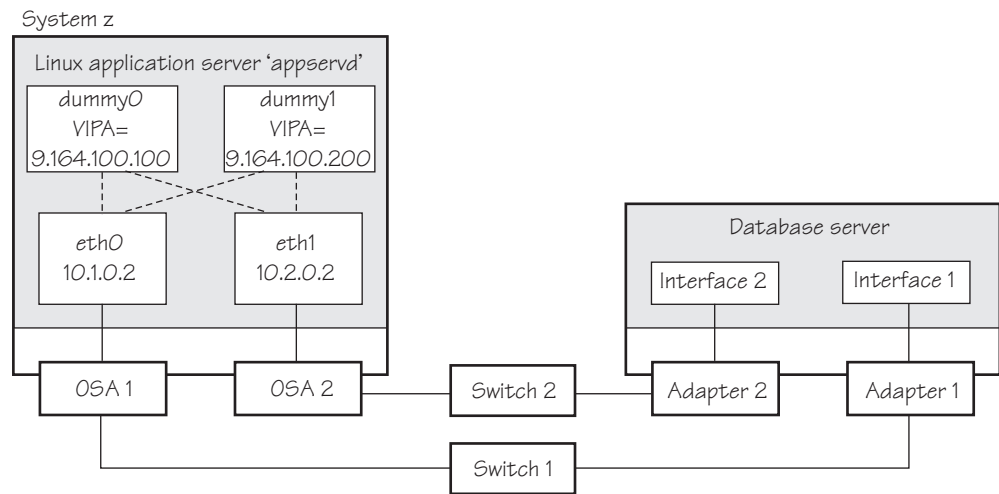 System z
Linux application server ‘appservd’
dummy0
VIPA=
9.164.100.100
dummy1
VIPA=
9.164.100.200
eth0
10.1.0.2
eth1
10.2.0.2
Database server
Interface 2
Interface 1
OSA 1
OSA 2
Switch 2
Adapter 2
Adapter 1
Switch 1